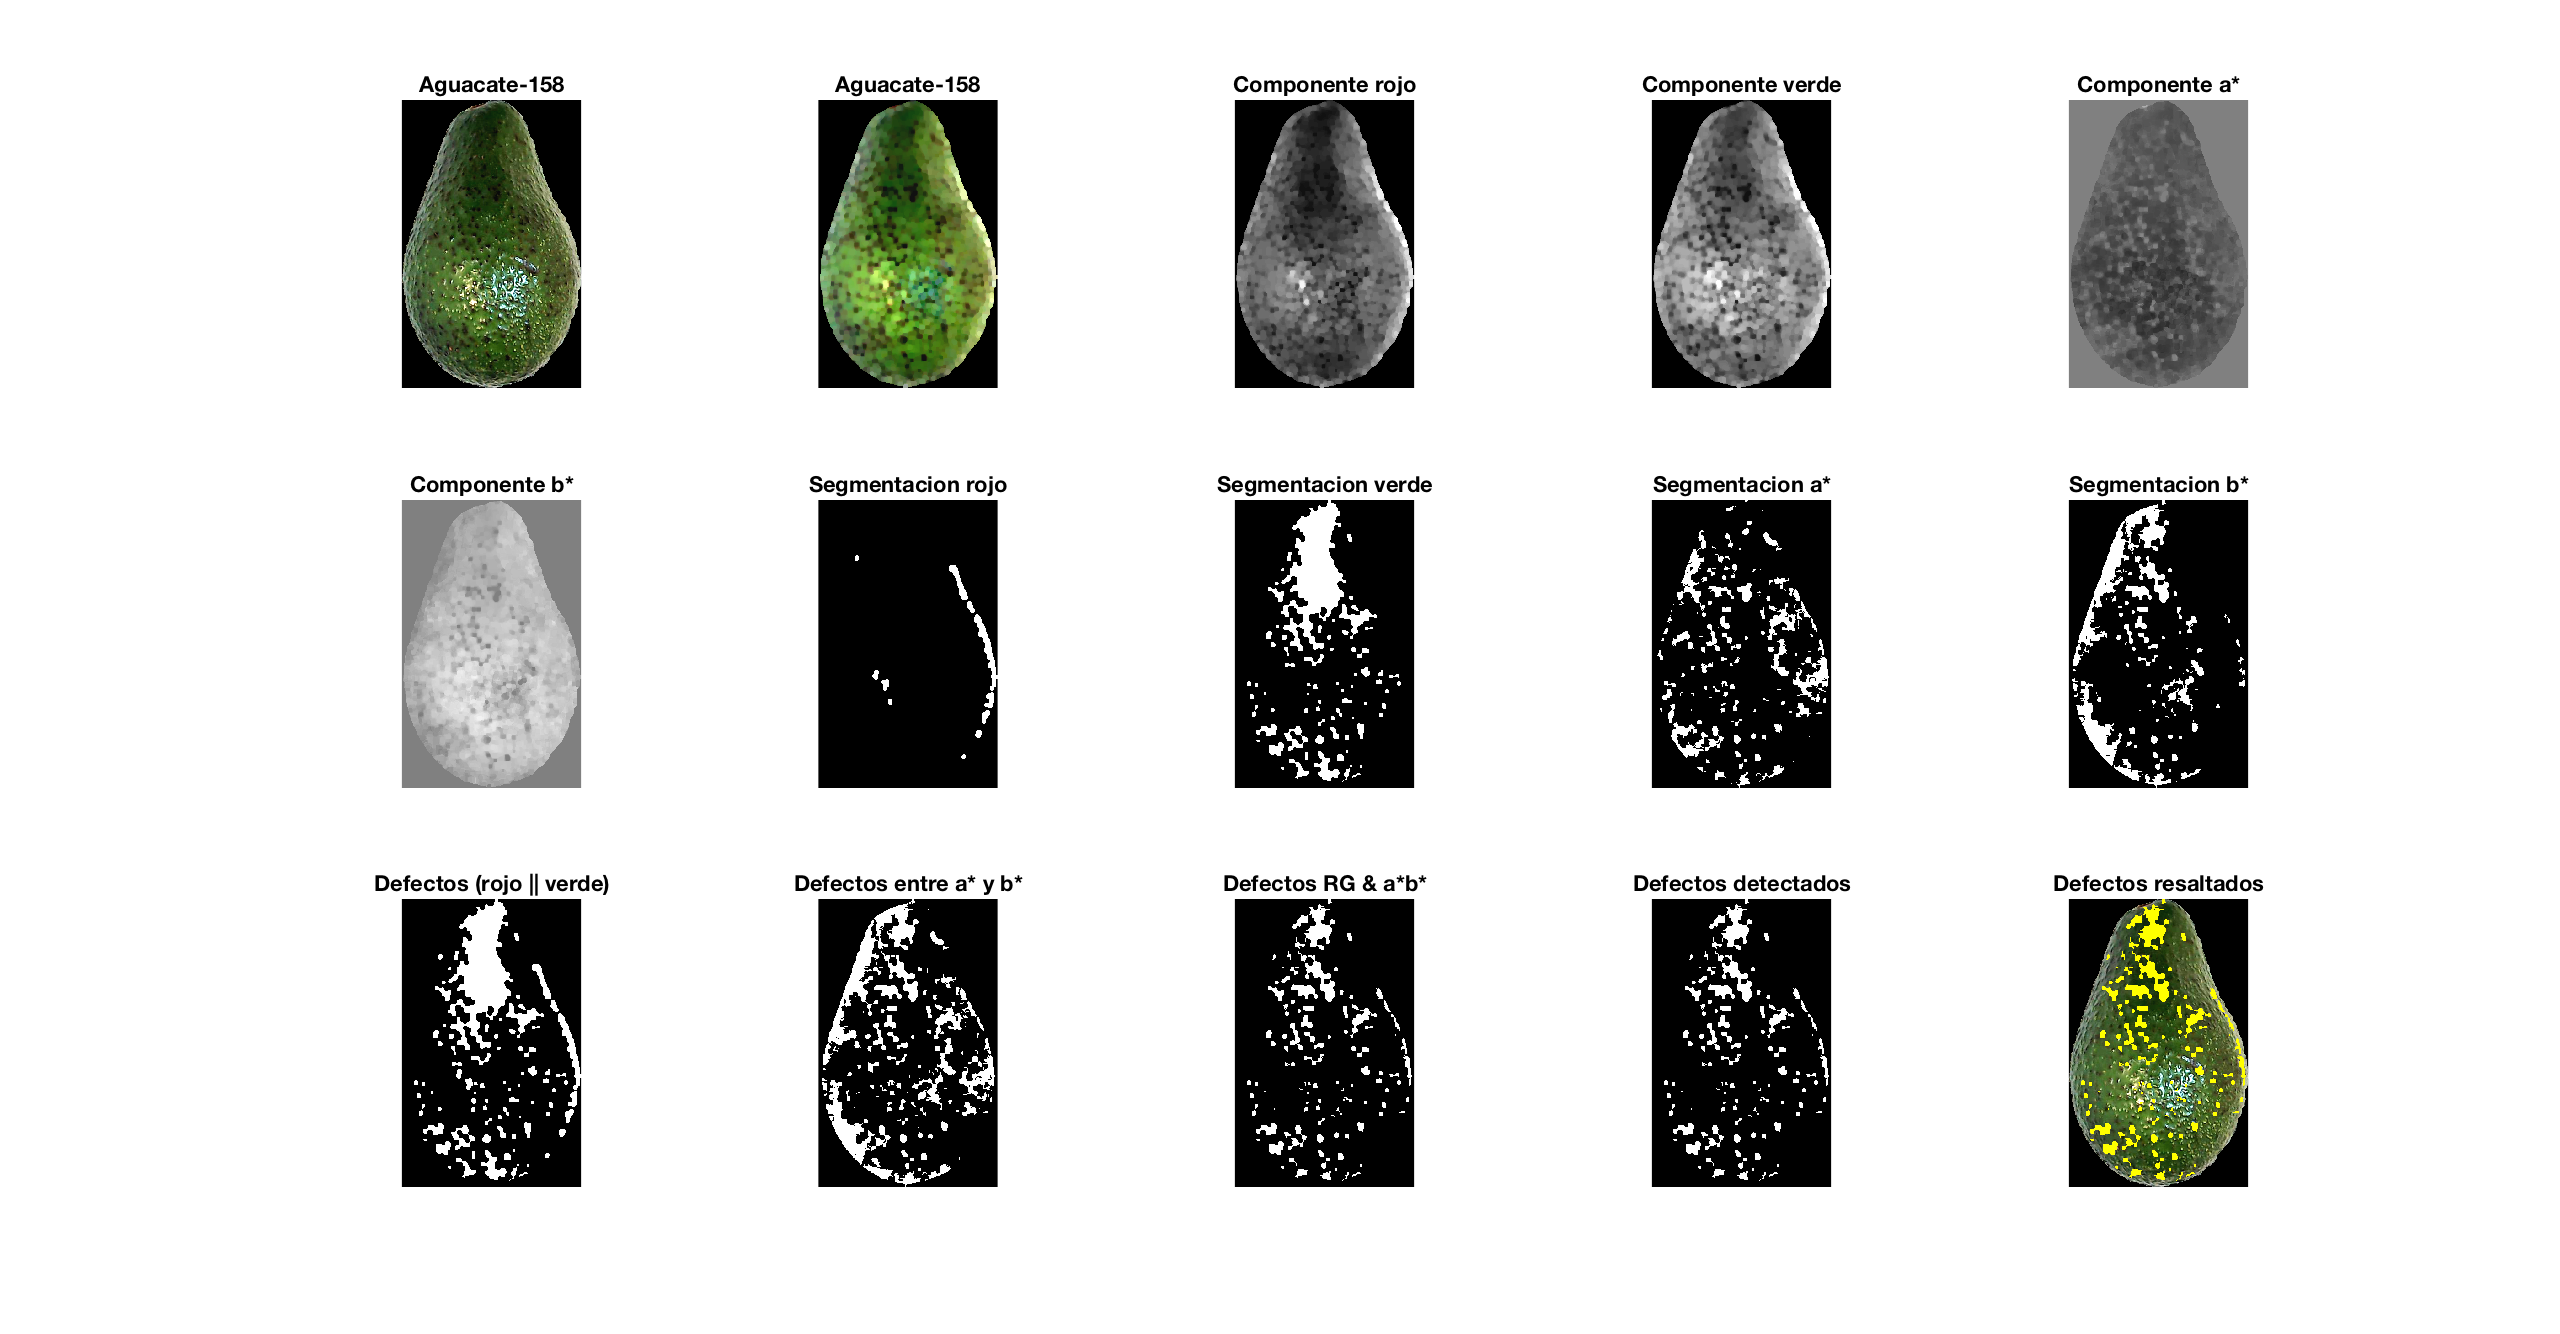 Aguacate-158
Aguacate-158
Componente rojo
Componente verde
Componente a*
Componente b*
Segmentacion rojo
Segmentacion verde
Segmentacion a*
Segmentacion b*
Defectos (rojo || verde)
Defectos entre a* y b*
Defectos RG & a*b*
Defectos detectados
Defectos resaltados